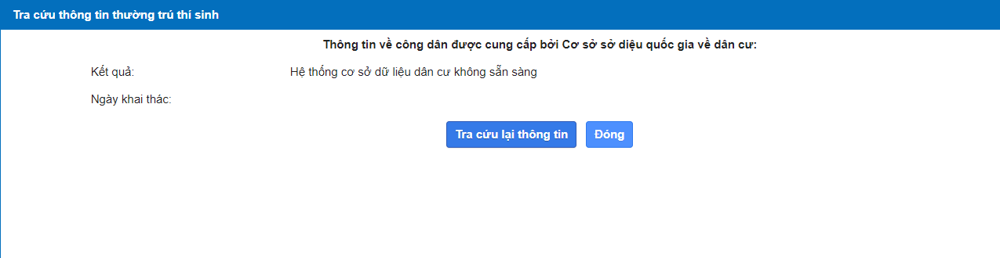 Tra cứu thông tin thường trú thí sinh
Thông tin về công dân được cung cấp bởi Cơ sở sở diệu quốc gia về dân cư:
Kết quả: Hệ thống cơ sở dữ liệu dân cư không sẵn sàng
Ngày khai thác:
Tra cứu lại thông tin Đóng